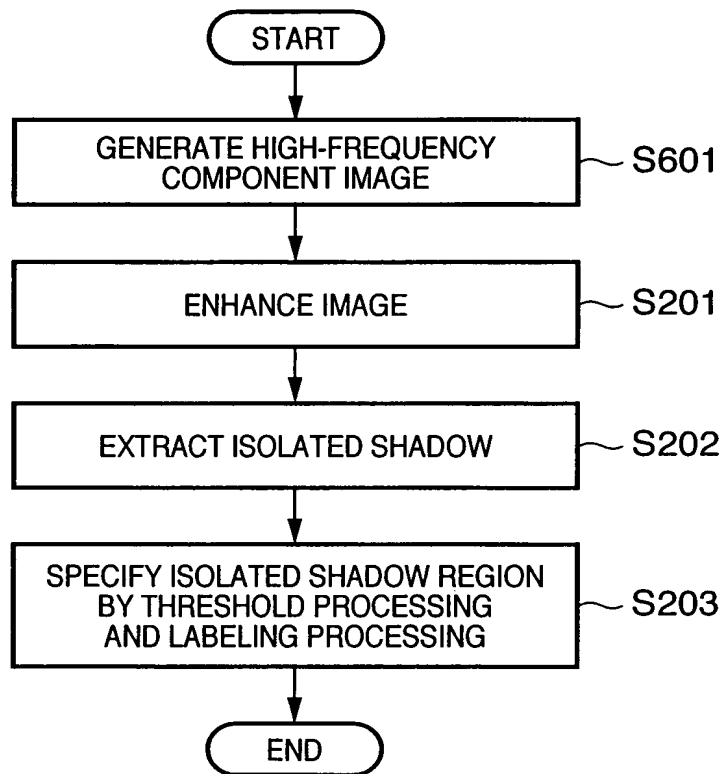 START
GENERATE HIGH-FREQUENCY
COMPONENT IMAGE
S601
ENHANCE IMAGE
S201
EXTRACT ISOLATED SHADOW
S202
SPECIFY ISOLATED SHADOW REGION
BY THRESHOLD PROCESSING
AND LABELING PROCESSING
S203
END